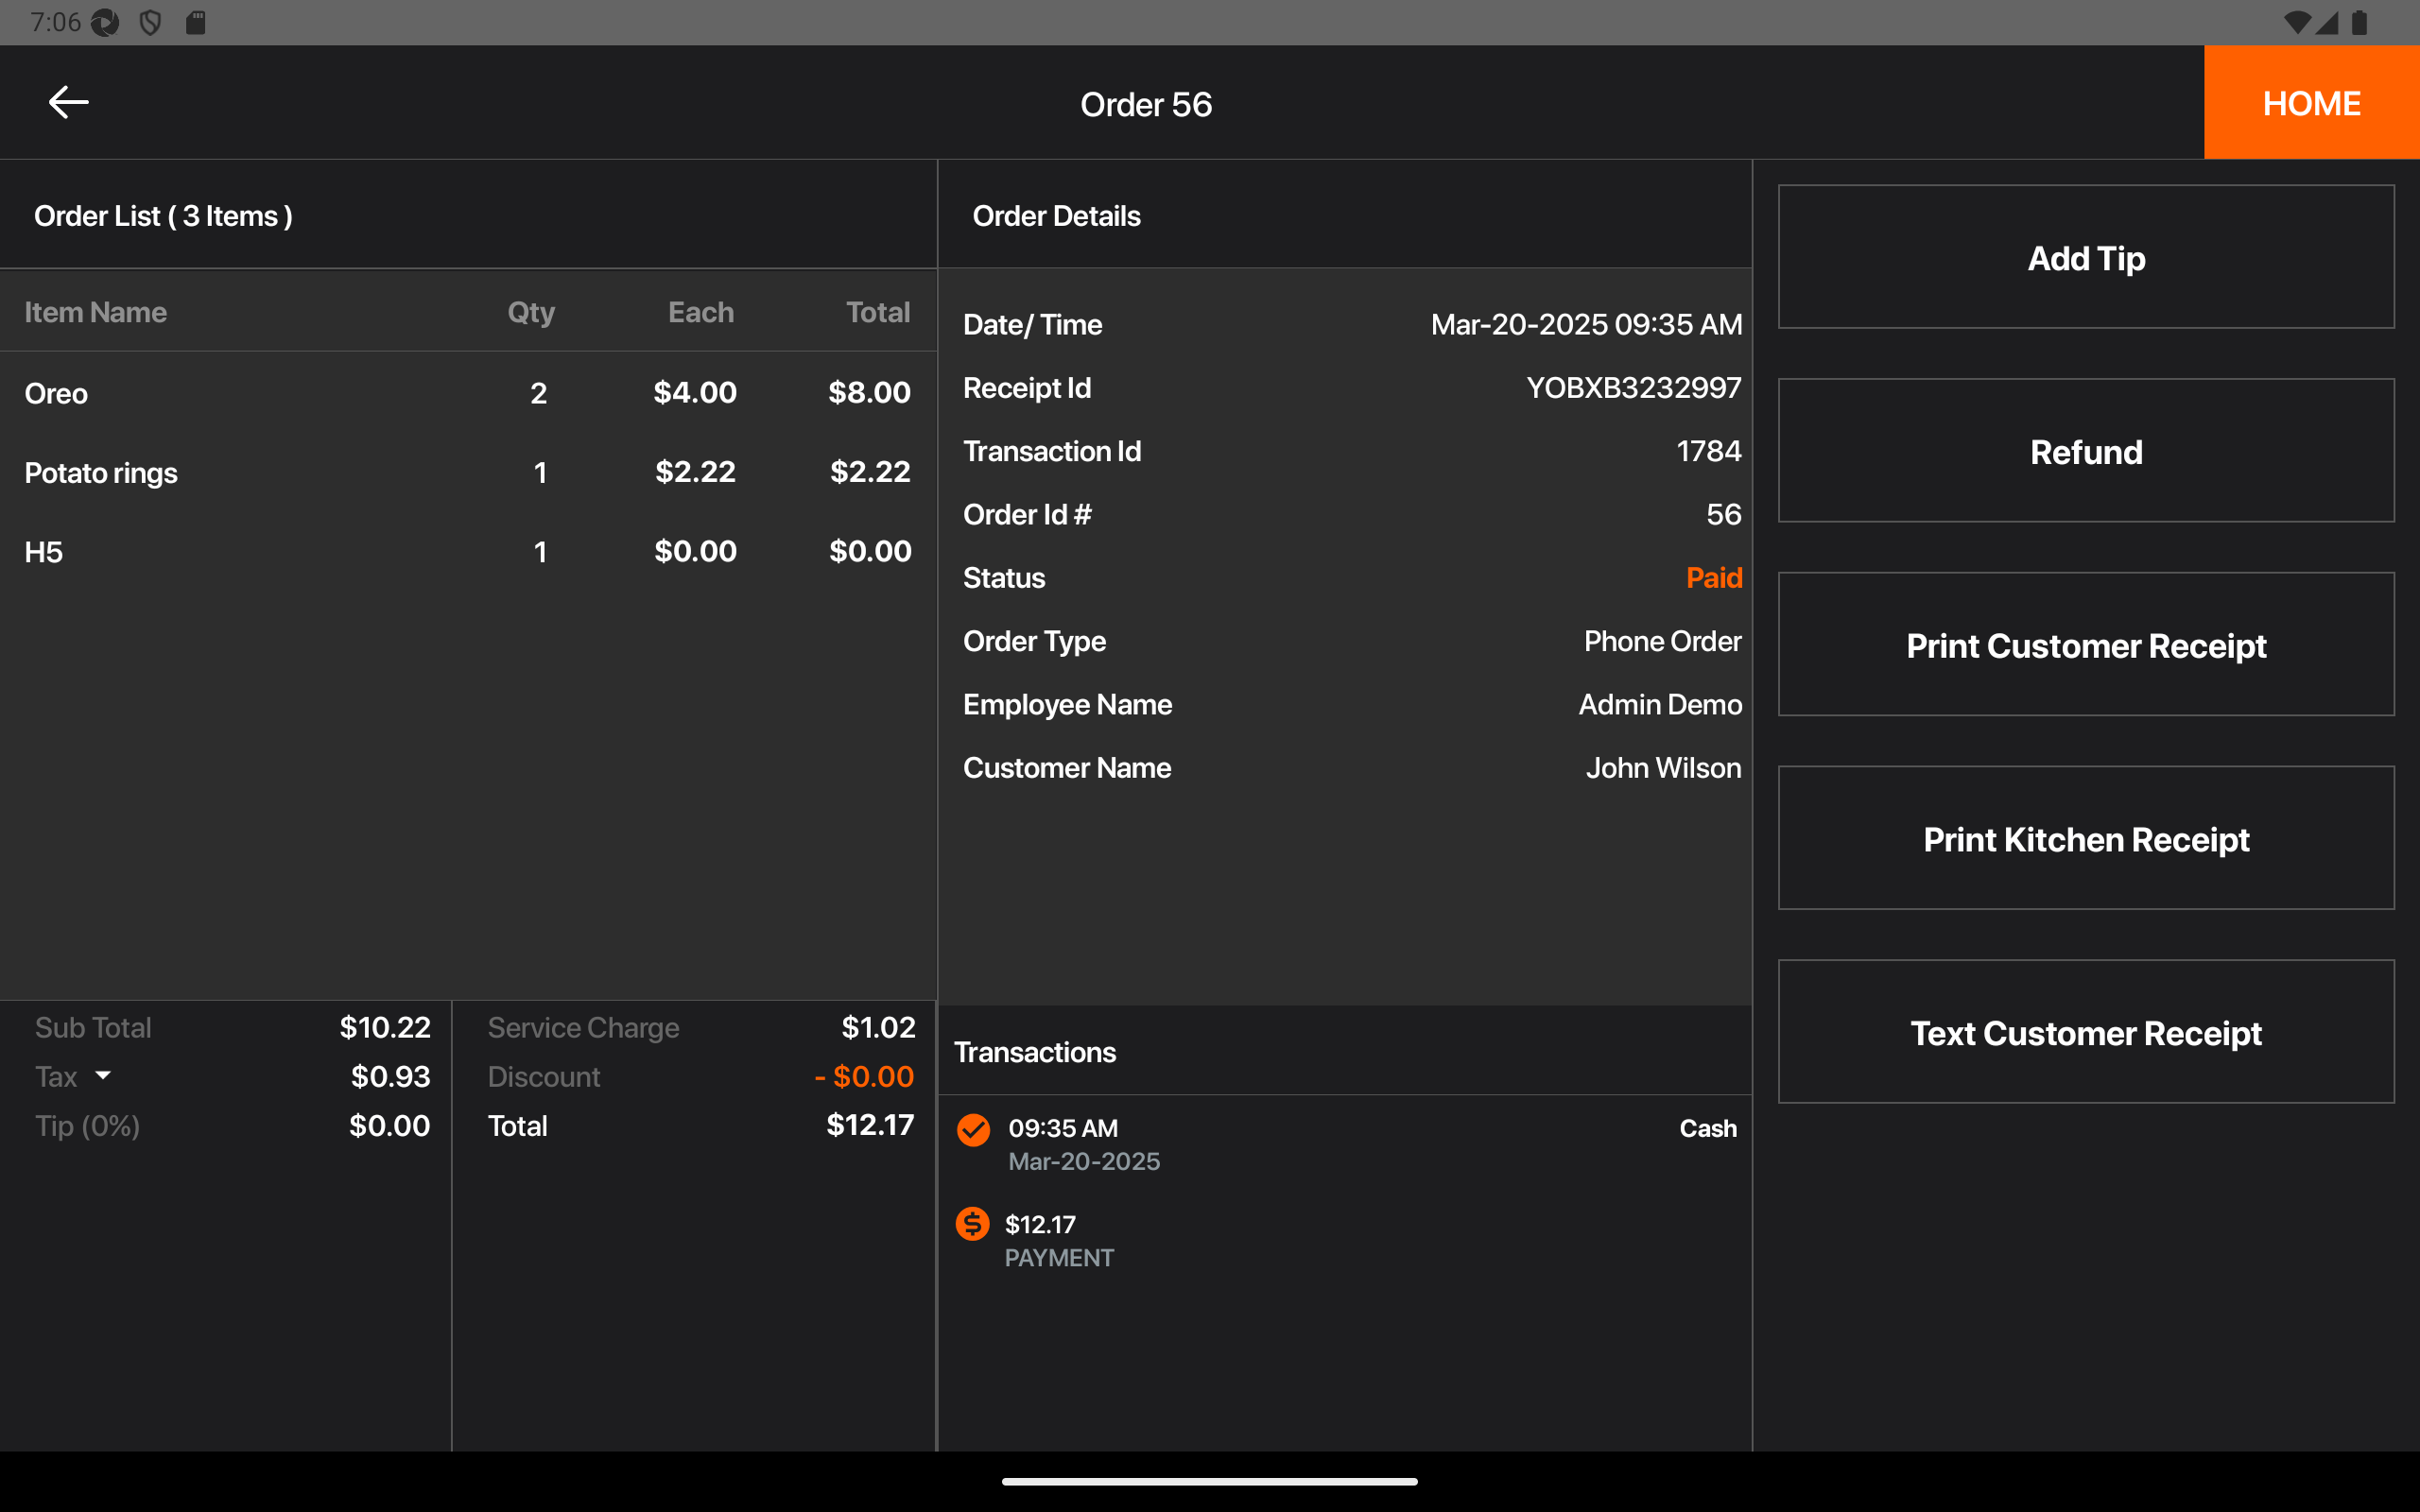 7:06
Order 56
HOME
Order List ( 3 Items )
Item Name Qty Each Total
Oreo 2 $4.00 $8.00
Potato rings 1 $2.22 $2.22
H5 1 $0.00 $0.00
Sub Total $10.22
Tax $0.93
Tip (0%) $0.00
Service Charge $1.02
Discount - $0.00
Total $12.17
Order Details
Date/ Time Mar-20-2025 09:35 AM
Receipt Id YOBXB3232997
Transaction Id 1784
Order Id # 56
Status Paid
Order Type Phone Order
Employee Name Admin Demo
Customer Name John Wilson
Transactions
09:35 AM Cash
Mar-20-2025
$12.17
PAYMENT
Add Tip
Refund
Print Customer Receipt
Print Kitchen Receipt
Text Customer Receipt